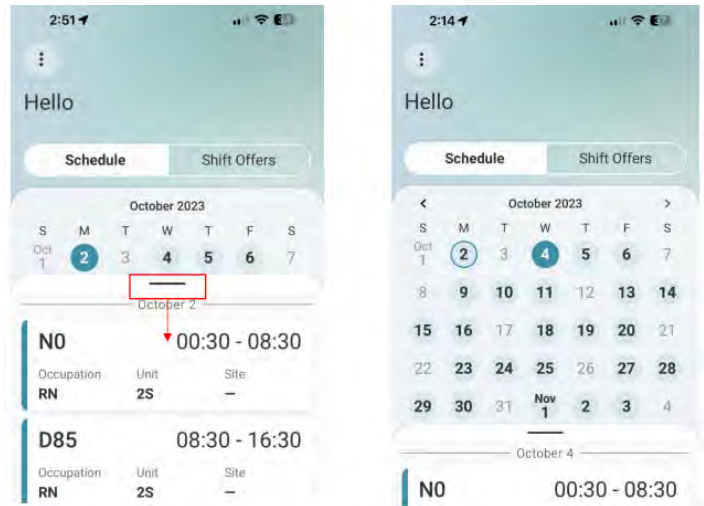 2:51
Hello
Schedule Shift Offers
October 2023
S M T W T F S
Oct 1 2 3 4 5 6 7
October 2
N0 00:30 - 08:30
Occupation Unit Site
RN 2S –
D85 08:30 - 16:30
Occupation Unit Site
RN 2S –
2:14
Hello
Schedule Shift Offers
< October 2023 >
S M T W T F S
Oct 1 2 3 4 5 6 7
8 9 10 11 12 13 14
15 16 17 18 19 20 21
22 23 24 25 26 27 28
29 30 31 Nov 1 2 3 4
October 4
N0 00:30 - 08:30